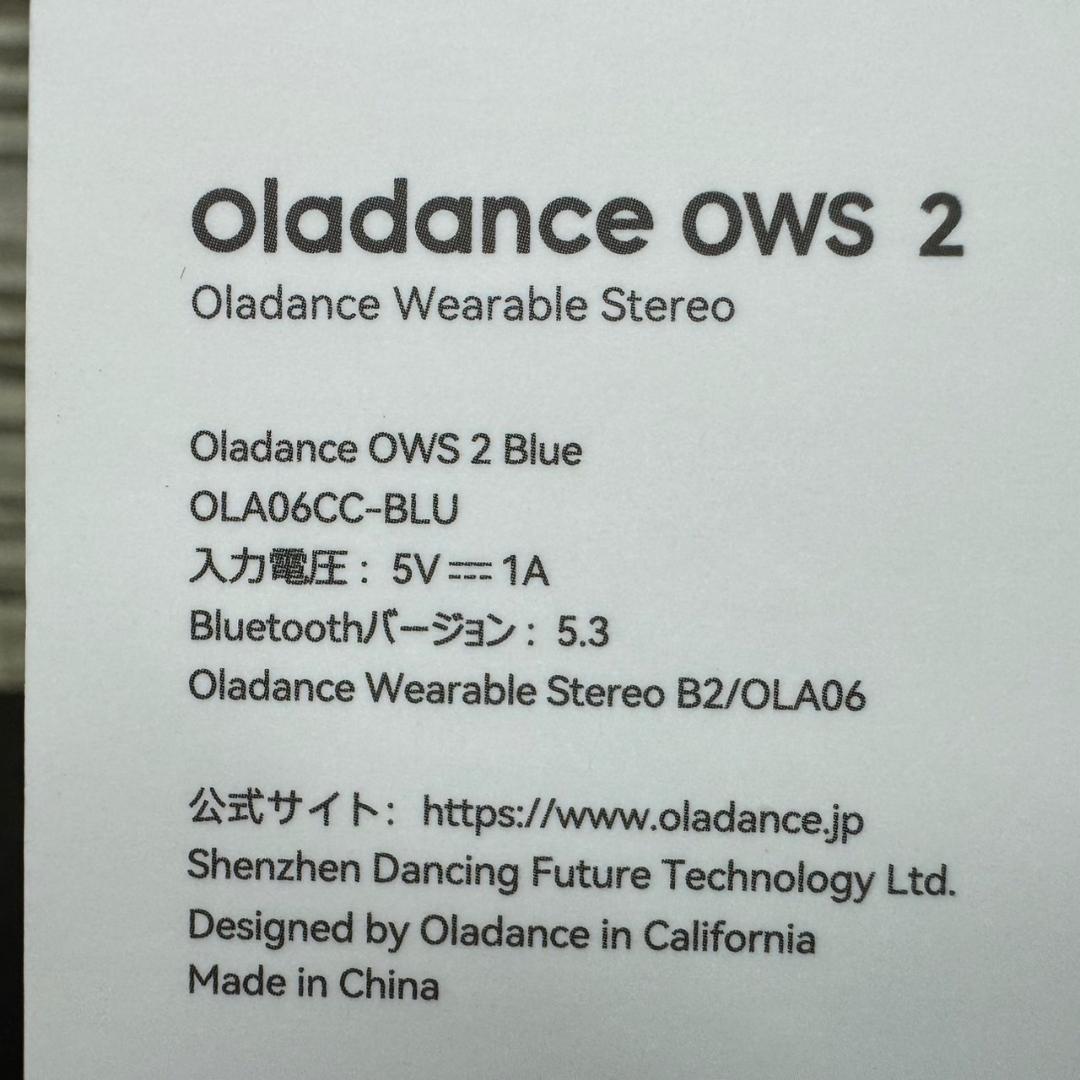 Oladance OWS 2
Oladance Wearable Stereo
Oladance OWS 2 Blue
OLA06CC-BLU
入力電圧： 5V⎓1A
Bluetoothバージョン： 5.3
Oladance Wearable Stereo B2/OLA06
公式サイト： https://www.oladance.jp
Shenzhen Dancing Future Technology Ltd.
Designed by Oladance in California
Made in China